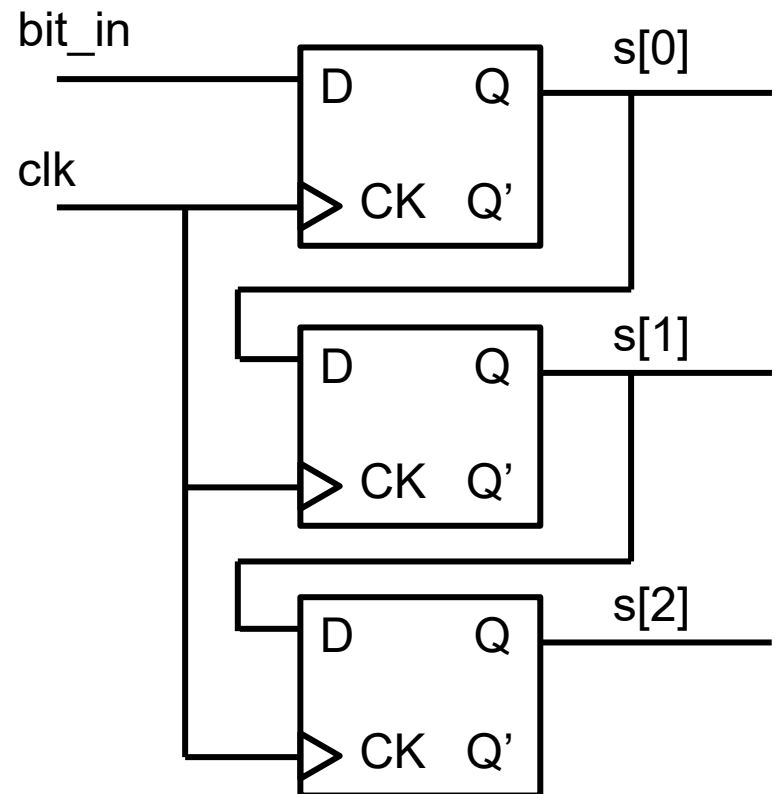 bit_in
s[0]
D Q
clk
CK Q’
s[1]
D Q
CK Q’
s[2]
D Q
CK Q’